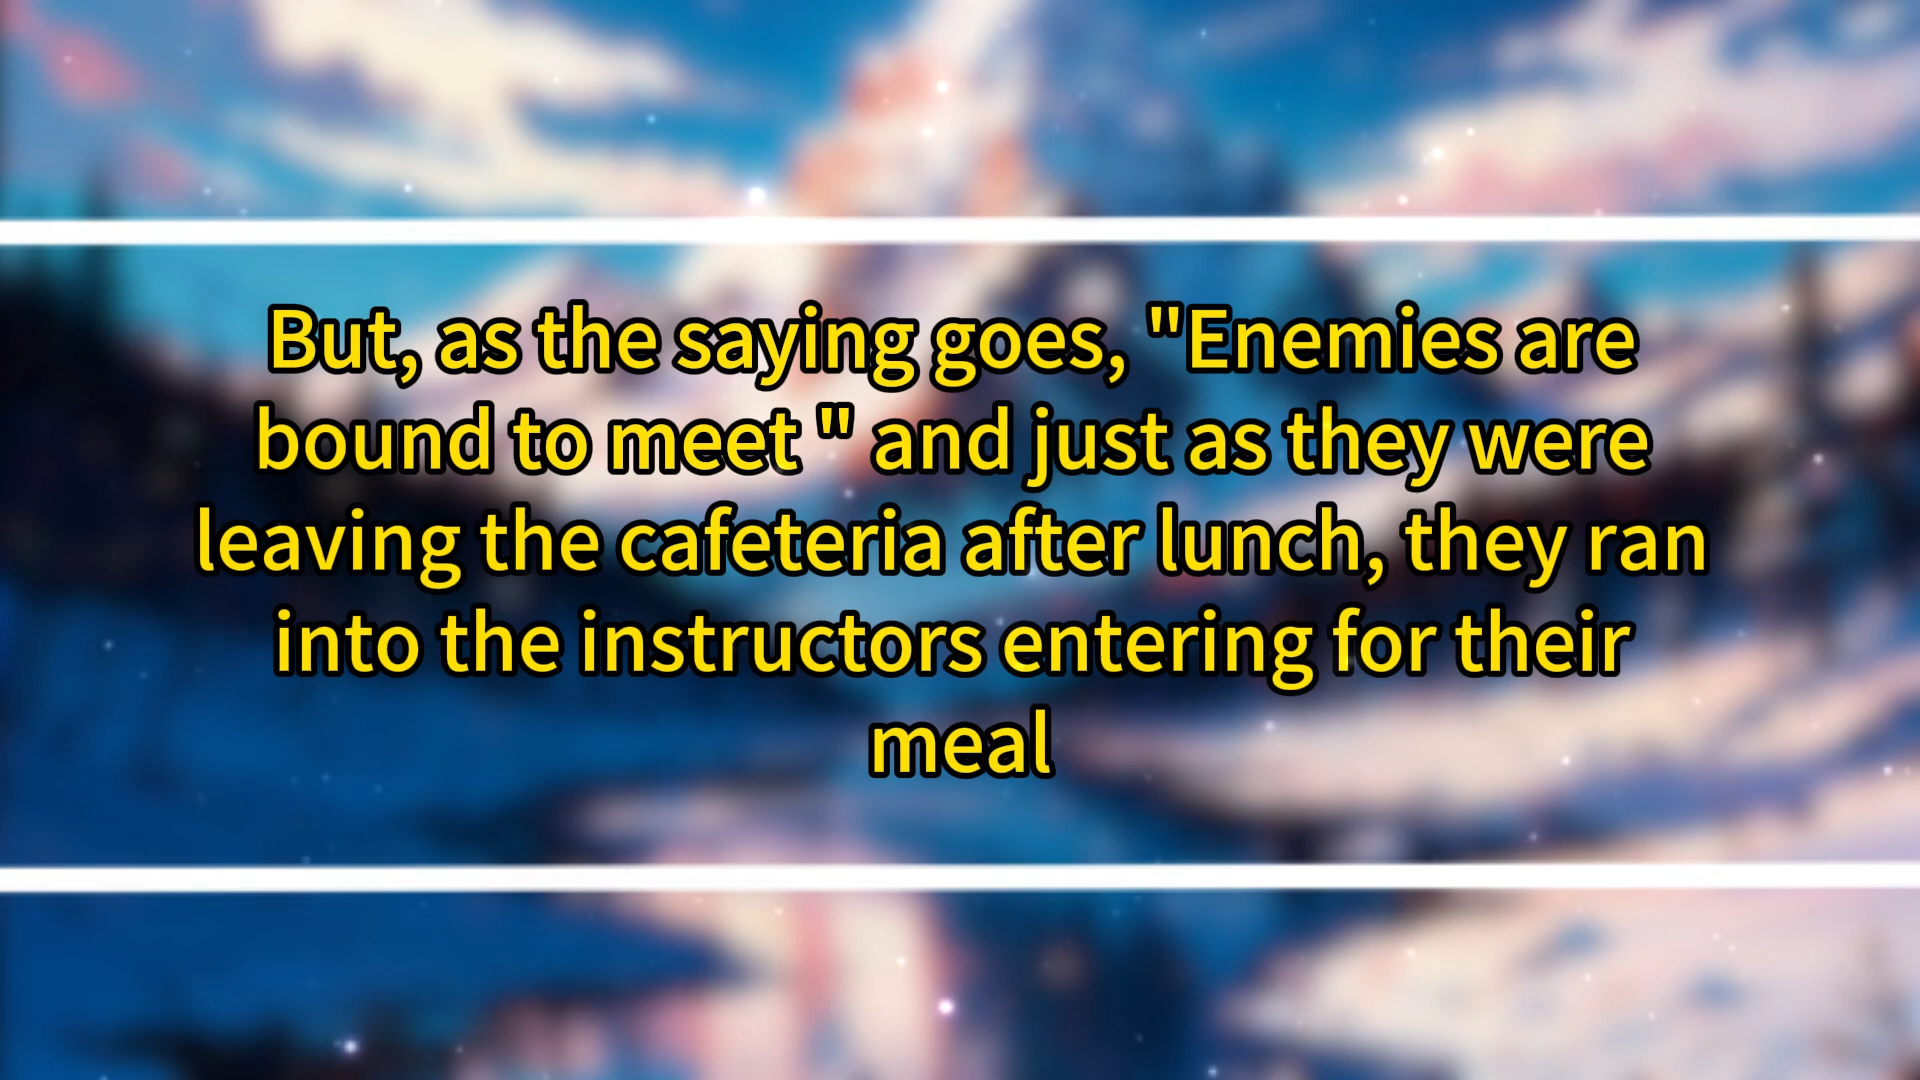 But, as the saying goes, "Enemies are
bound to meet " and just as they were
leaving the cafeteria after lunch, they ran
into the instructors entering for their
meal